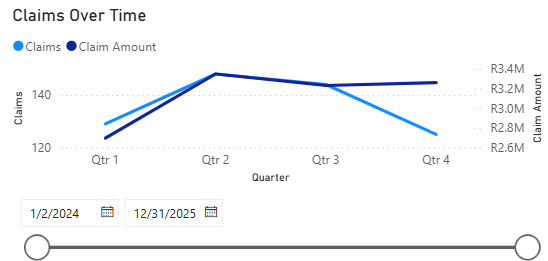 Claims Over Time
Claims Claim Amount
140
120
Claims
R3.4M
R3.2M
R3.0M
R2.8M
R2.6M
Claim Amount
Qtr 1 Qtr 2 Qtr 3 Qtr 4
Quarter
1/2/2024 12/31/2025